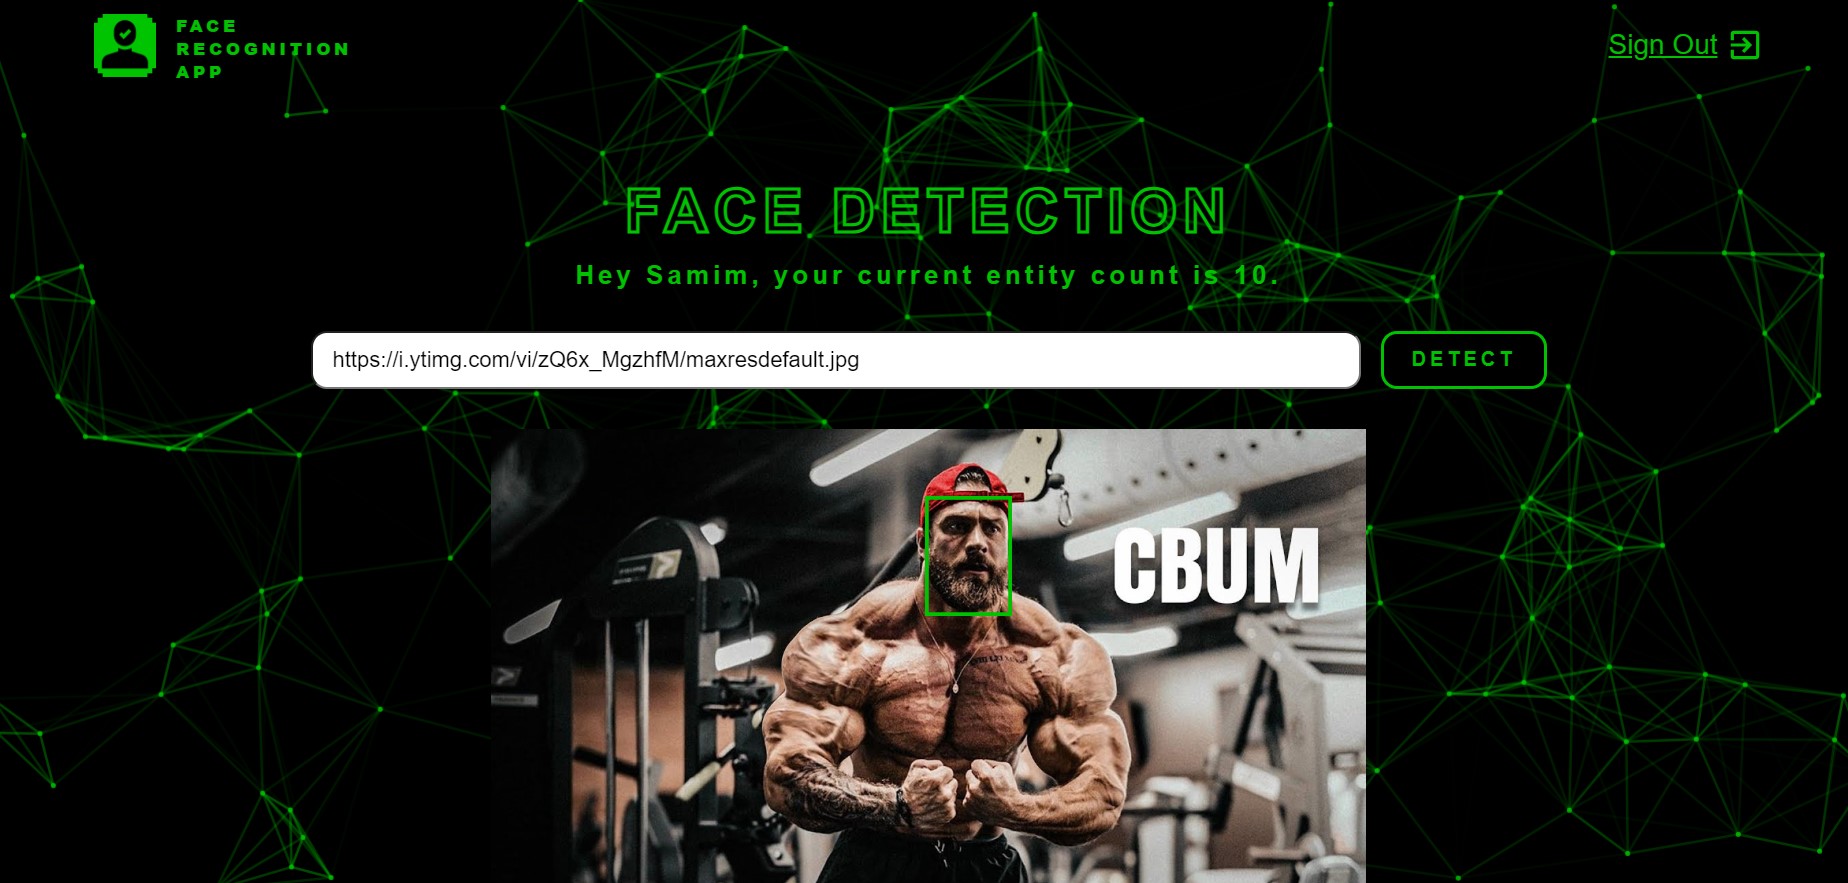 FACE
RECOGNITION
APP
Sign Out
FACE DETECTION
Hey Samim, your current entity count is 10.
https://i.ytimg.com/vi/zQ6x_MgzhfM/maxresdefault.jpg
DETECT
CBUM